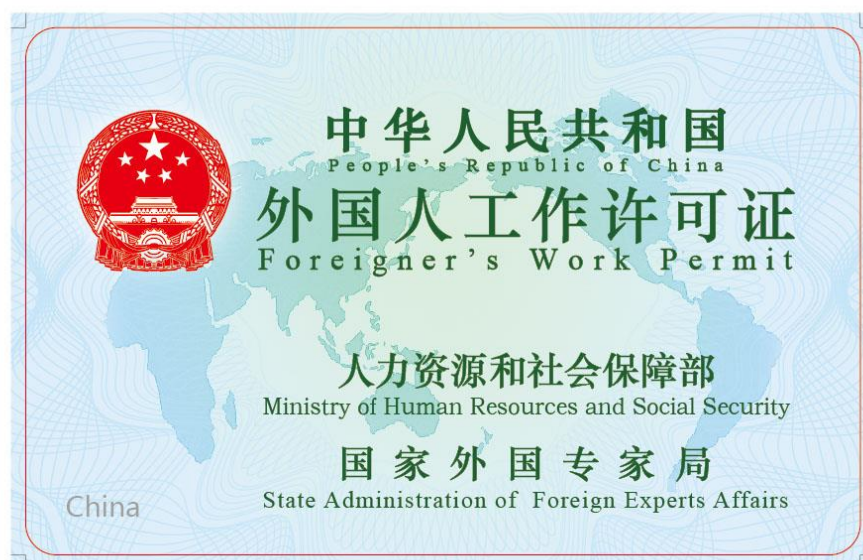 中华人民共和国
People's Republic of China
外国人工作许可证
Foreigner's Work Permit
人力资源和社会保障部
Ministry of Human Resources and Social Security
国家外国专家局
State Administration of Foreign Experts Affairs
China